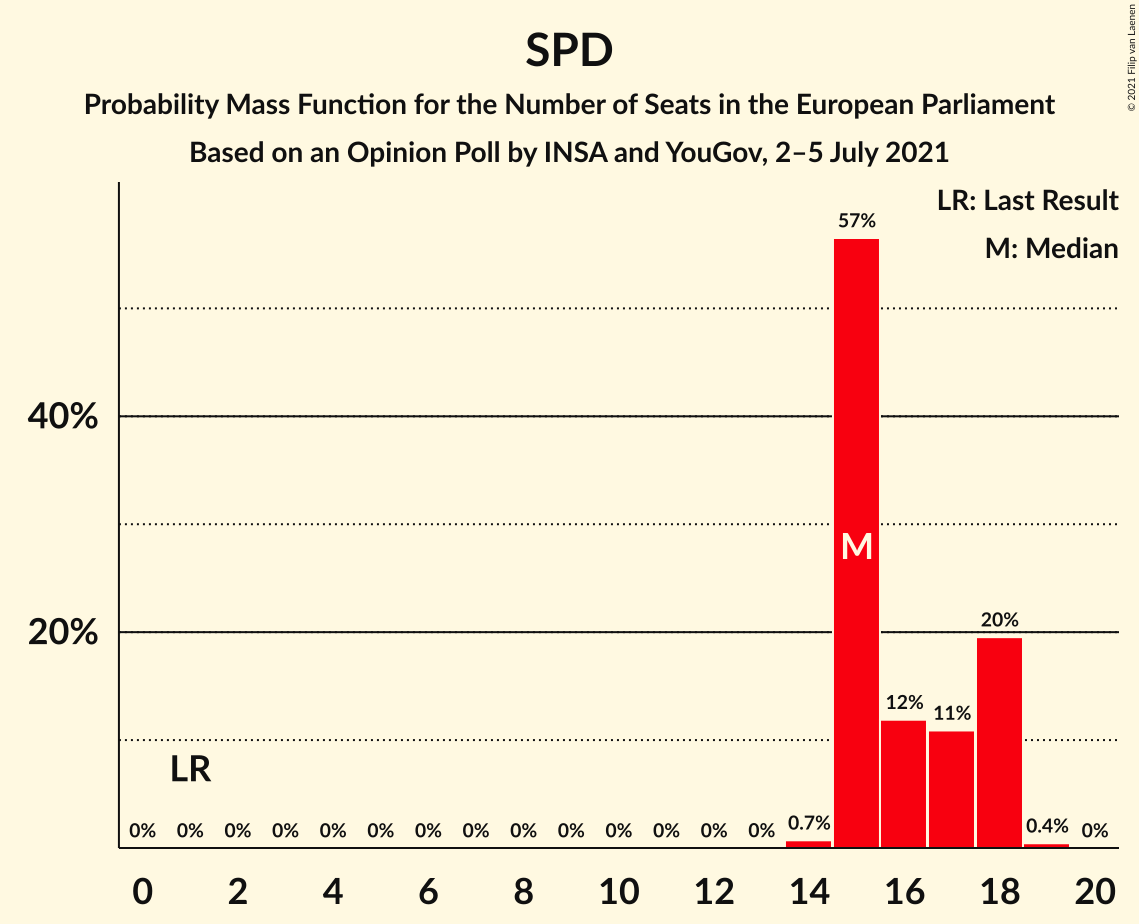 SPD
Probability Mass Function for the Number of Seats in the European Parliament
Based on an Opinion Poll by INSA and YouGov, 2–5 July 2021
© 2021 Filip van Laenen
LR: Last Result
M: Median
57%
40%
M
20%
20%
12%
11%
LR
0% 0% 0% 0% 0% 0% 0% 0% 0% 0% 0% 0% 0% 0% 0.7% 0.4% 0%
0 2 4 6 8 10 12 14 16 18 20